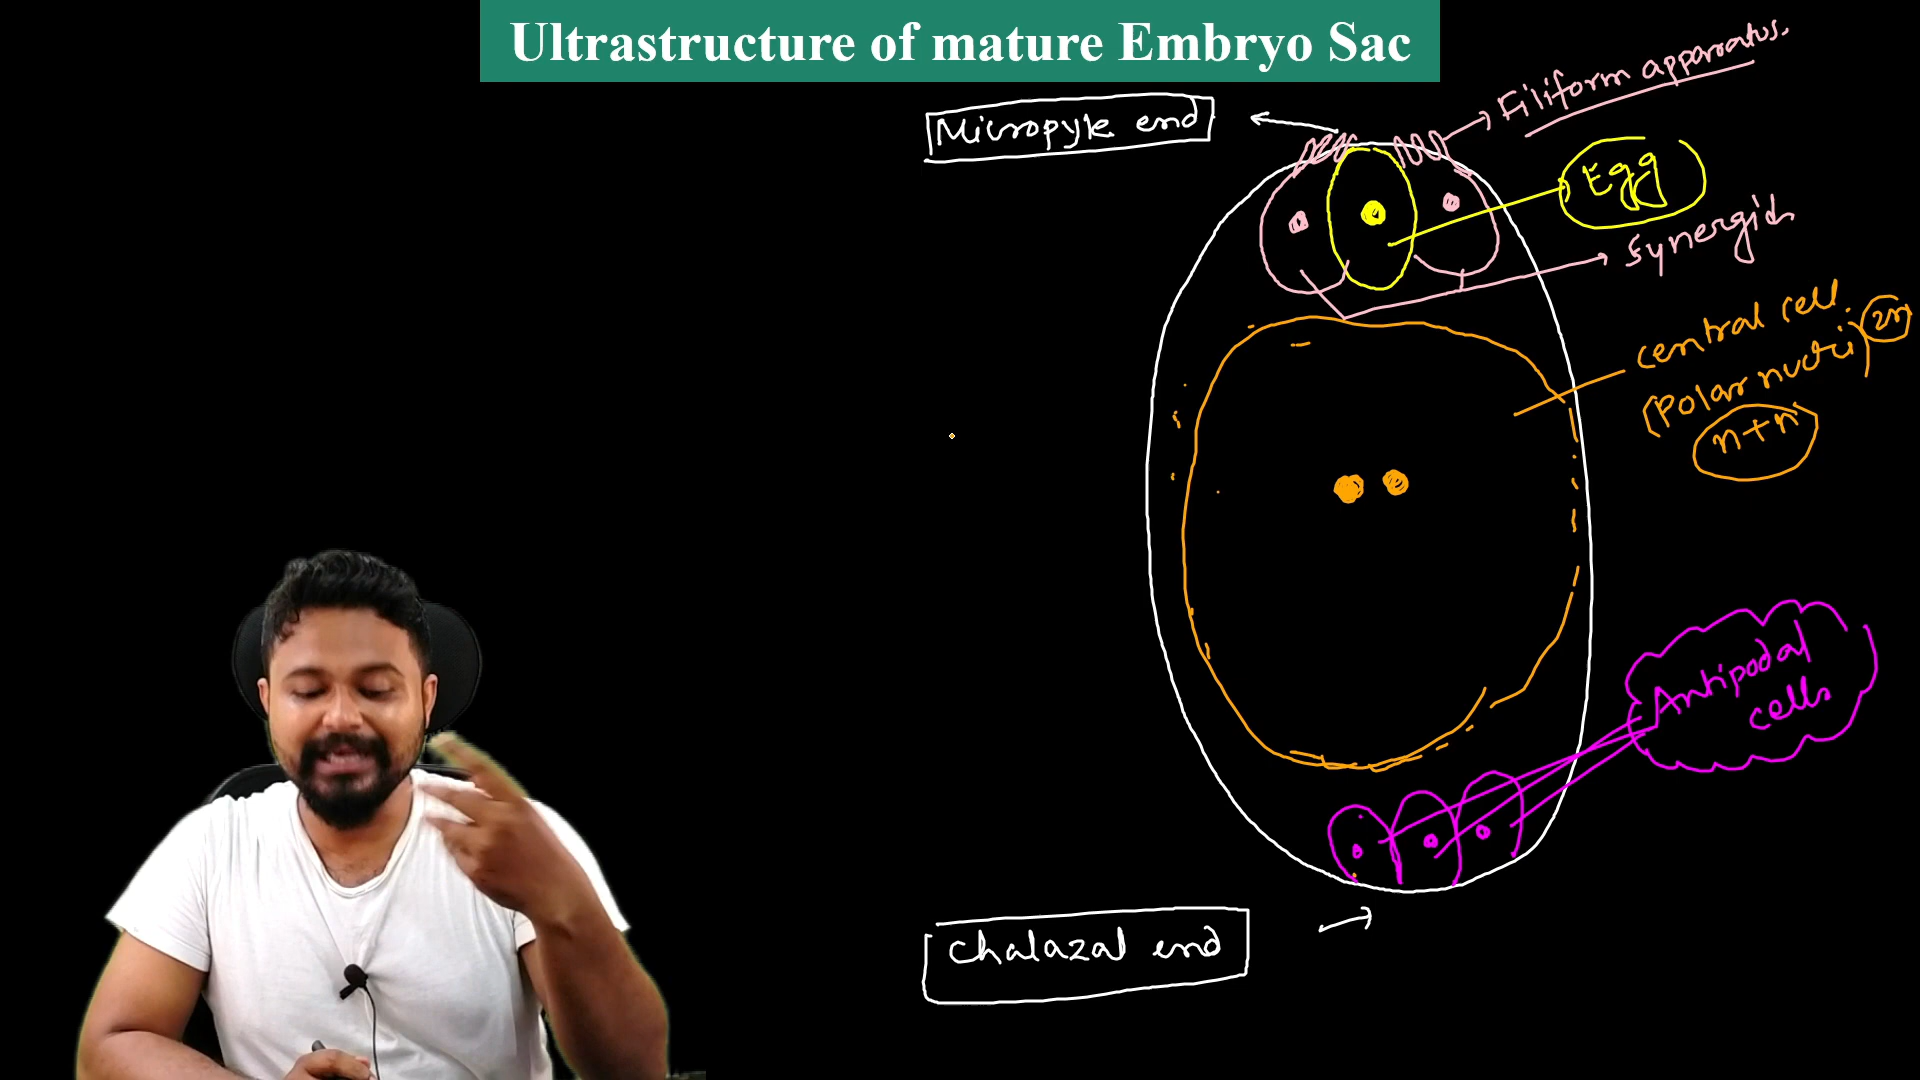 Ultrastructure of mature Embryo Sac
Filiform apparatus.
Micropyle end
Egg
Synergid
central cell.
(Polar nuclei) 2n
n+n
Antipodal
cells
Chalazal end